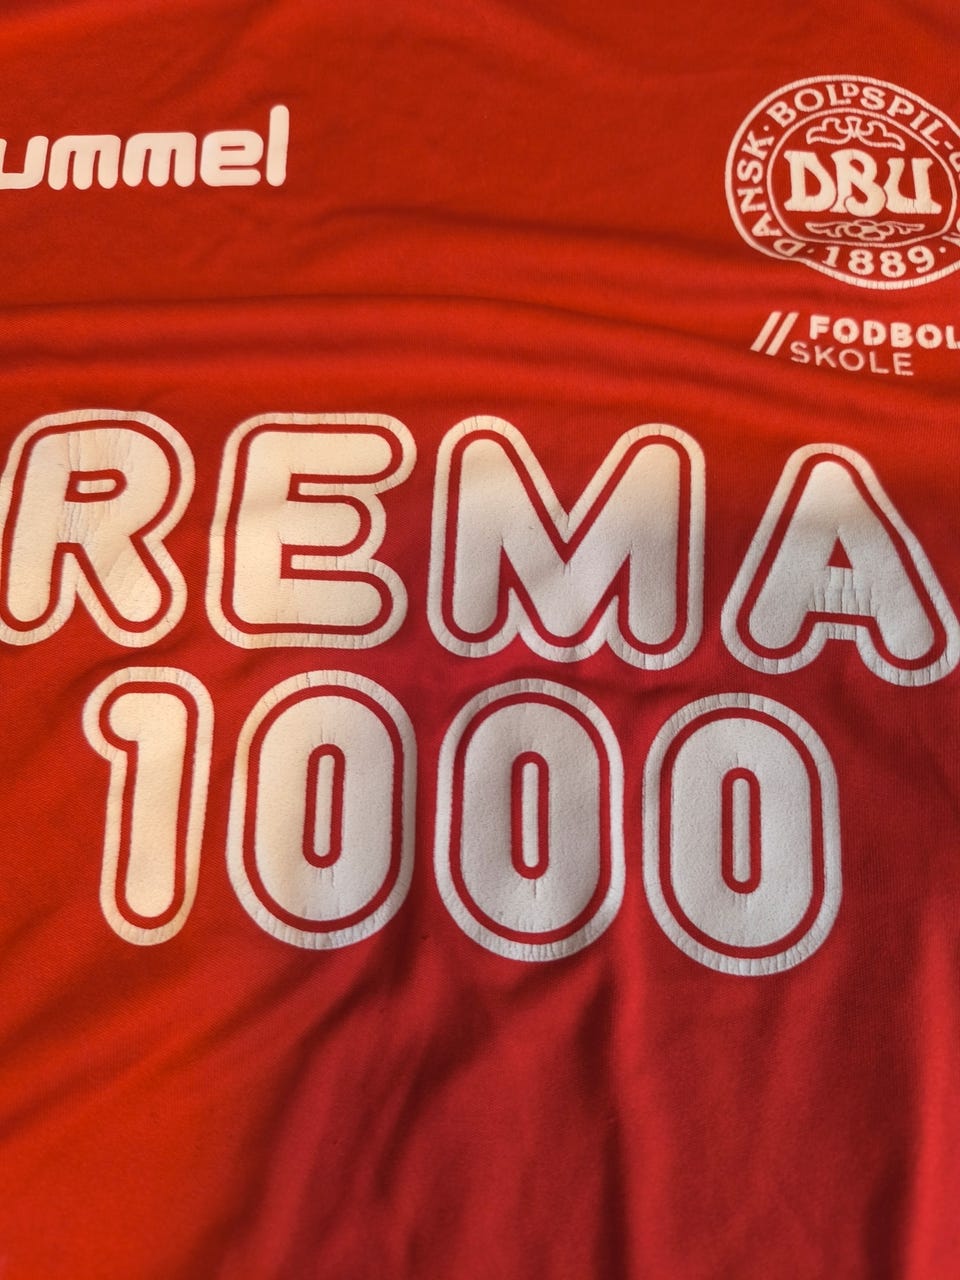 ummel
DANSK·BOLDSPIL-
DBU
·1889·
// FODBOL
SKOLE
REMA
1000